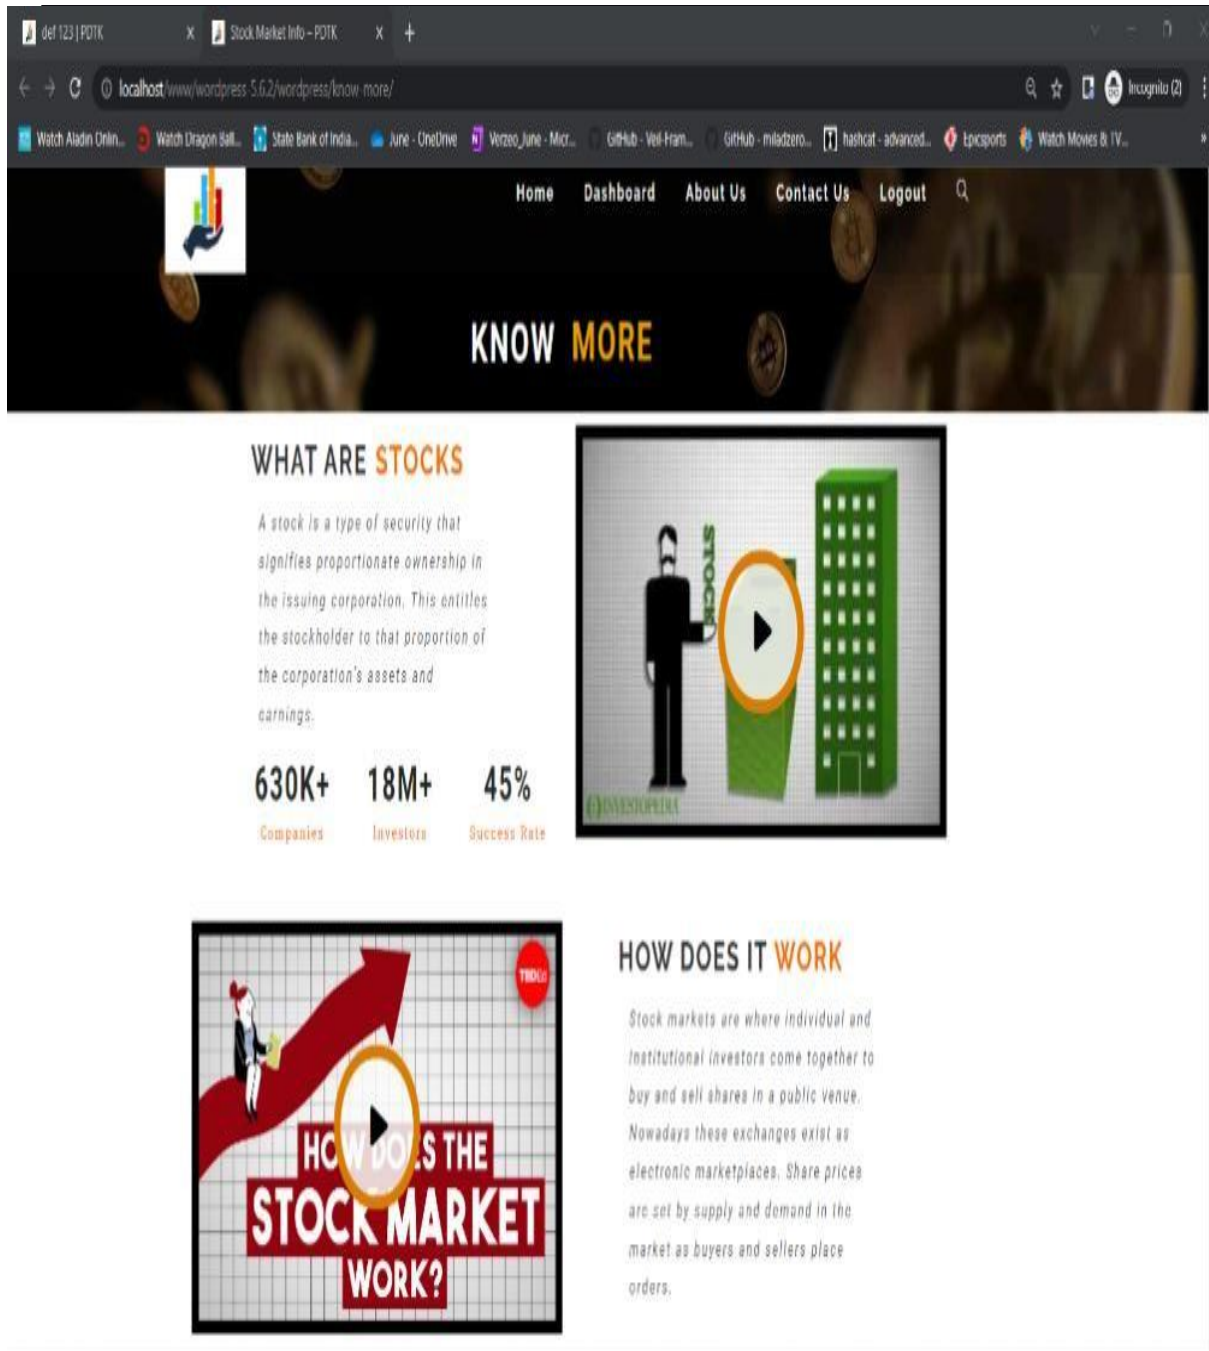 def 123 | PDTK
Stock Market Info – PDTK
localhost/www/wordpress-5.6.2/wordpress/know-more/
Incognito (2)
Watch Aladin Onlin...
Watch Dragon Ball...
State Bank of India...
June - OneDrive
Verzeo_June - Micr...
GitHub - Veil-Fram...
GitHub - miladzero...
hashcat - advanced...
Epicsports
Watch Movies & TV...
Home
Dashboard
About Us
Contact Us
Logout
KNOW MORE
WHAT ARE STOCKS
A stock is a type of security that
signifies proportionate ownership in
the issuing corporation. This entitles
the stockholder to that proportion of
the corporation's assets and
earnings.
630K+ 18M+ 45%
Companies Investors Success Rate
STOCK
INVESTOPEDIA
TEDEd
HOW DOES THE
STOCK MARKET
WORK?
HOW DOES IT WORK
Stock markets are where individual and
institutional investors come together to
buy and sell shares in a public venue.
Nowadays these exchanges exist as
electronic marketplaces. Share prices
are set by supply and demand in the
market as buyers and sellers place
orders.